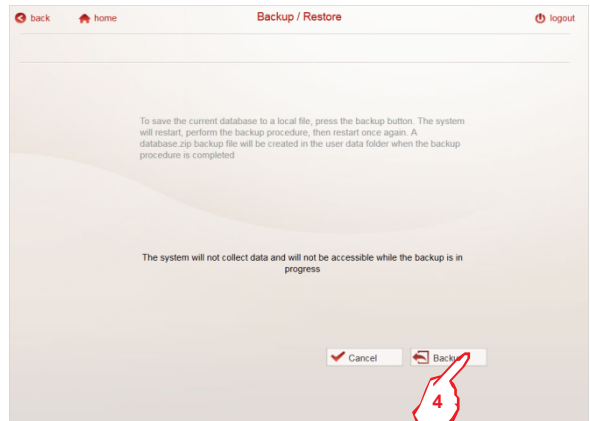 back home Backup / Restore logout
To save the current database to a local file, press the backup button. The system
will restart, perform the backup procedure, then restart once again. A
database.zip backup file will be created in the user data folder when the backup
procedure is completed
The system will not collect data and will not be accessible while the backup is in
progress
Cancel Backup
4